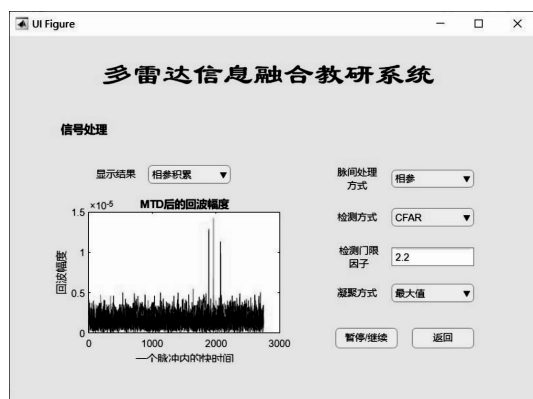 UI Figure
多雷达信息融合教研系统
信号处理
显示结果 相参积累
脉间处理
方式
相参
×10⁻⁵
MTD后的回波幅度
1.5
1
0.5
0
回波幅度
0 1000 2000 3000
一个脉冲内的快时间
检测方式 CFAR
检测门限
因子
2.2
凝聚方式 最大值
暂停/继续 返回